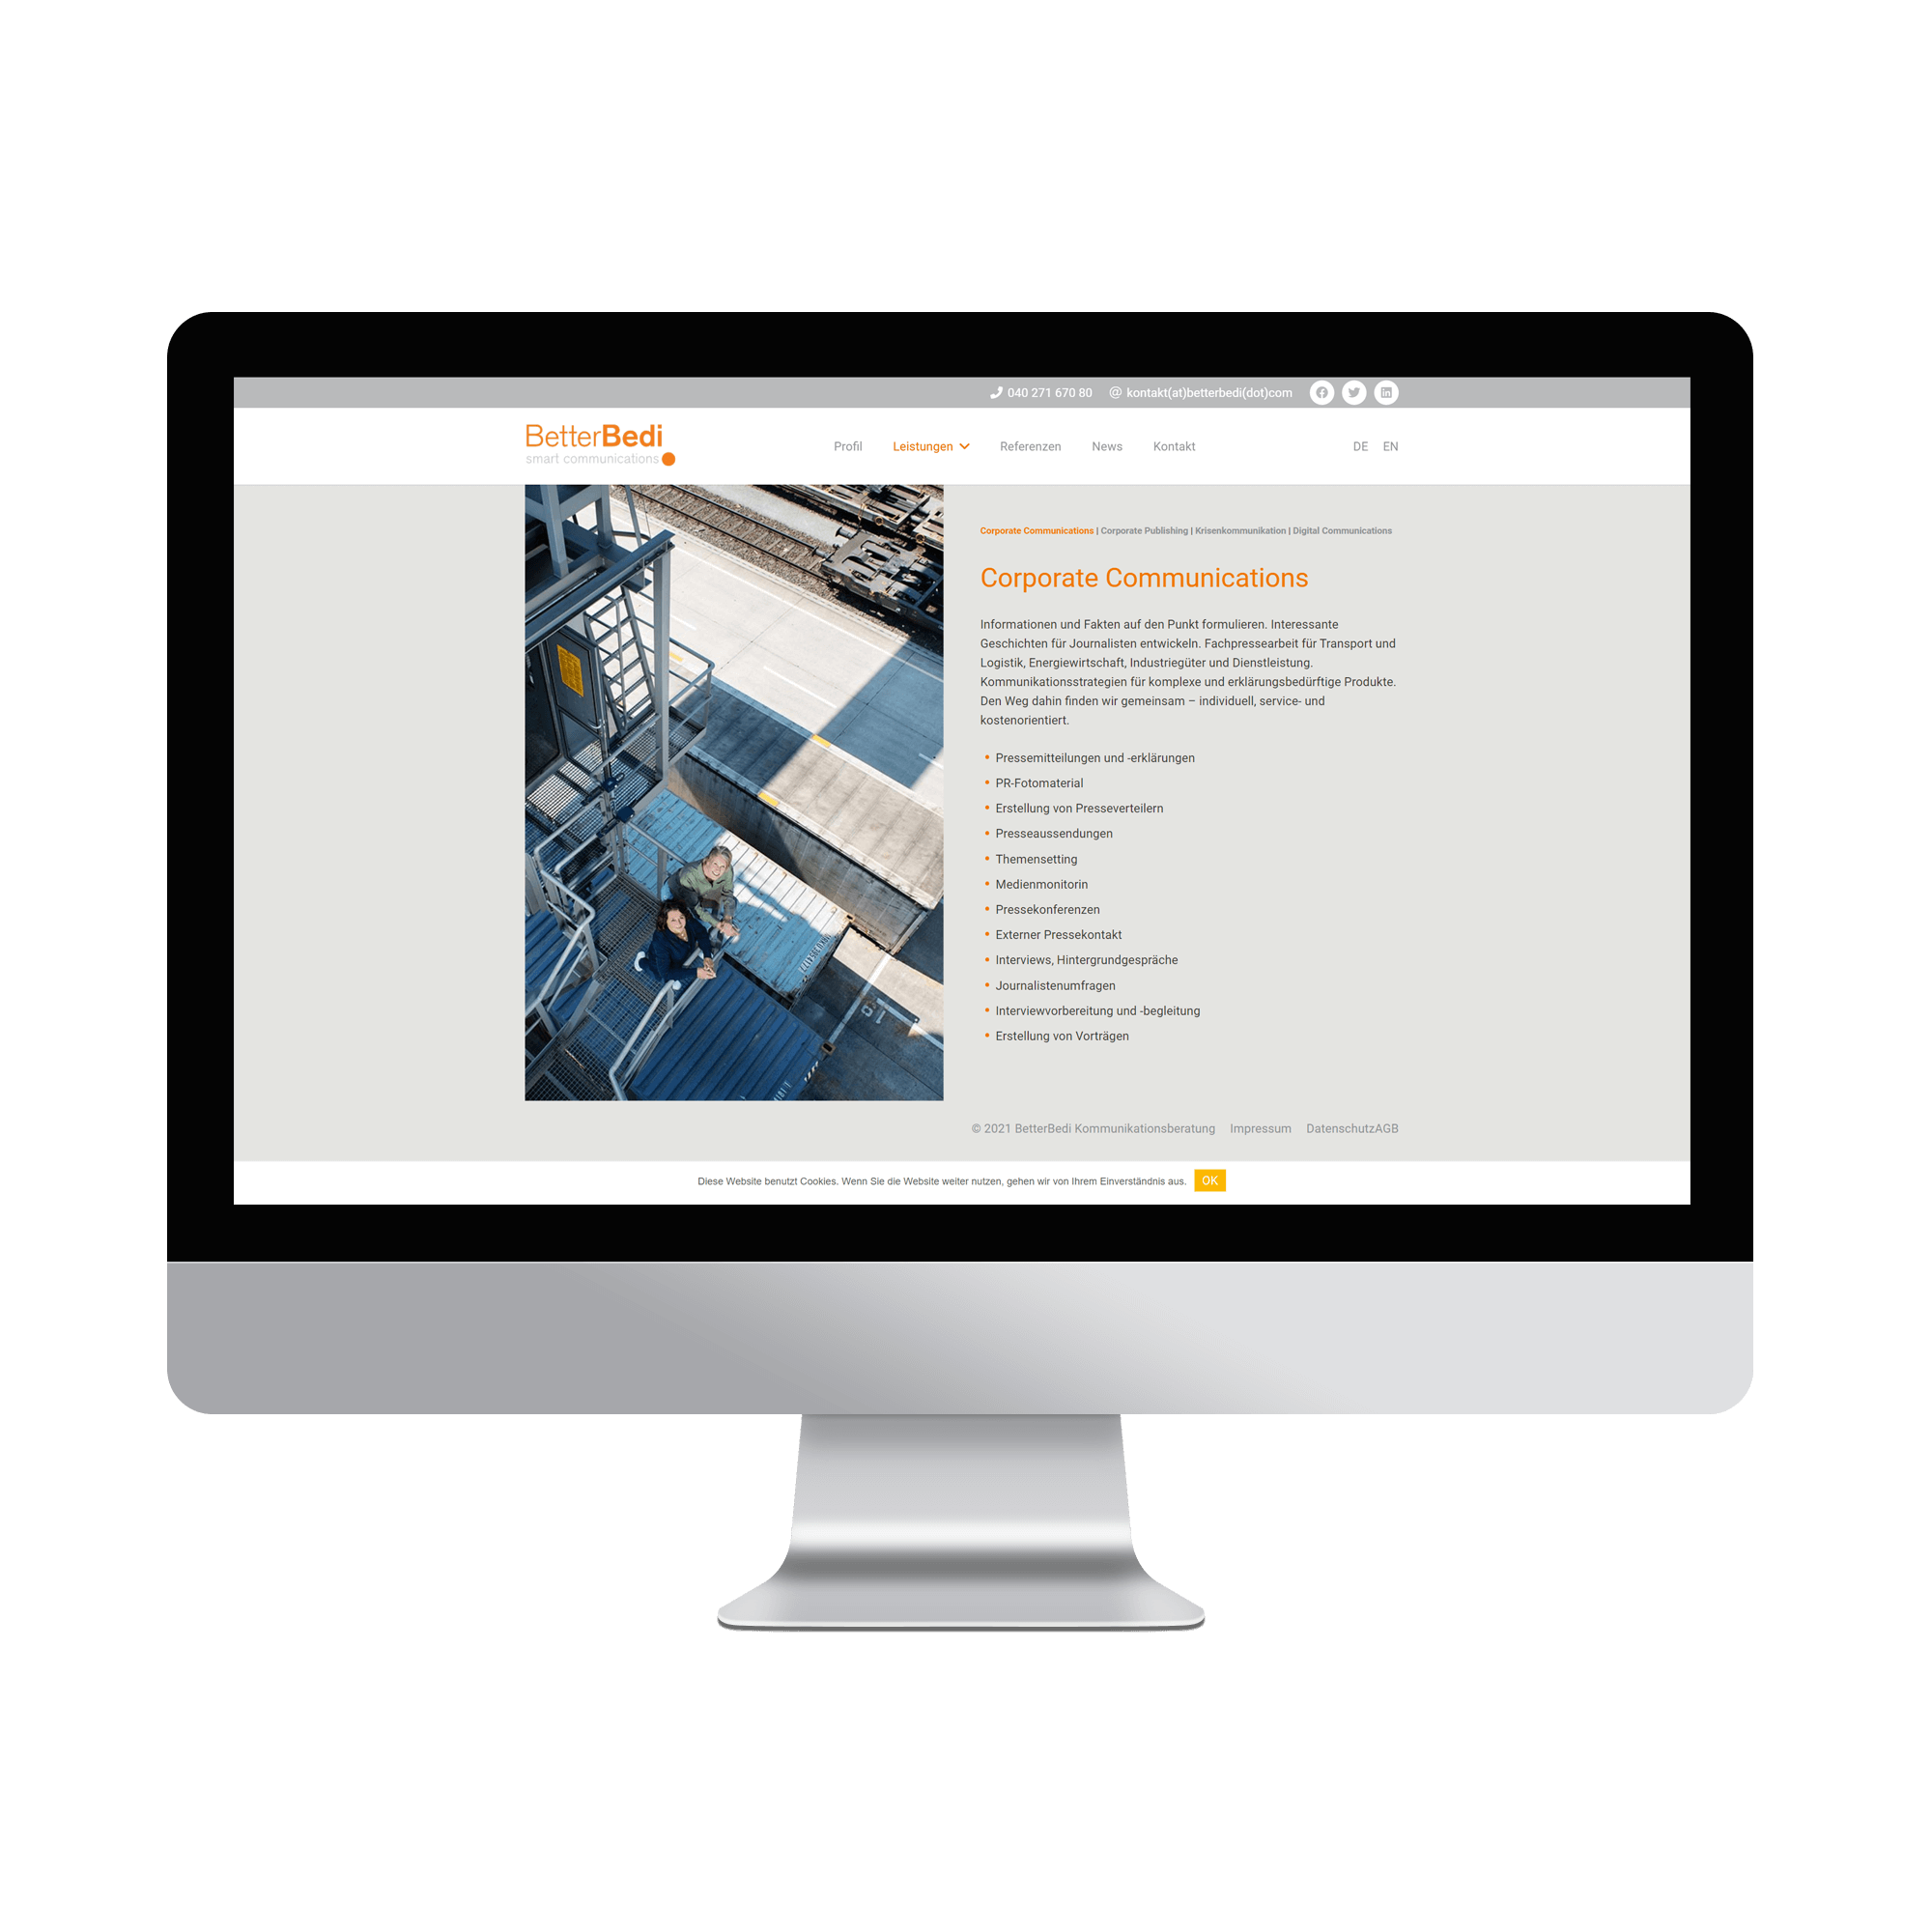 040 271 670 80 @ kontakt(at)betterbedi(dot)com
BetterBedi
smart communications
Profil Leistungen Referenzen News Kontakt DE EN
Corporate Communications | Corporate Publishing | Krisenkommunikation | Digital Communications
Corporate Communications
Informationen und Fakten auf den Punkt formulieren. Interessante
Geschichten für Journalisten entwickeln. Fachpressearbeit für Transport und
Logistik, Energiewirtschaft, Industriegüter und Dienstleistung.
Kommunikationsstrategien für komplexe und erklärungsbedürftige Produkte.
Den Weg dahin finden wir gemeinsam – individuell, service- und
kostenorientiert.
• Pressemitteilungen und -erklärungen
• PR-Fotomaterial
• Erstellung von Presseverteilern
• Presseaussendungen
• Themensetting
• Medienmonitorin
• Pressekonferenzen
• Externer Pressekontakt
• Interviews, Hintergrundgespräche
• Journalistenumfragen
• Interviewvorbereitung und -begleitung
• Erstellung von Vorträgen
© 2021 BetterBedi Kommunikationsberatung Impressum DatenschutzAGB
Diese Website benutzt Cookies. Wenn Sie die Website weiter nutzen, gehen wir von Ihrem Einverständnis aus. OK